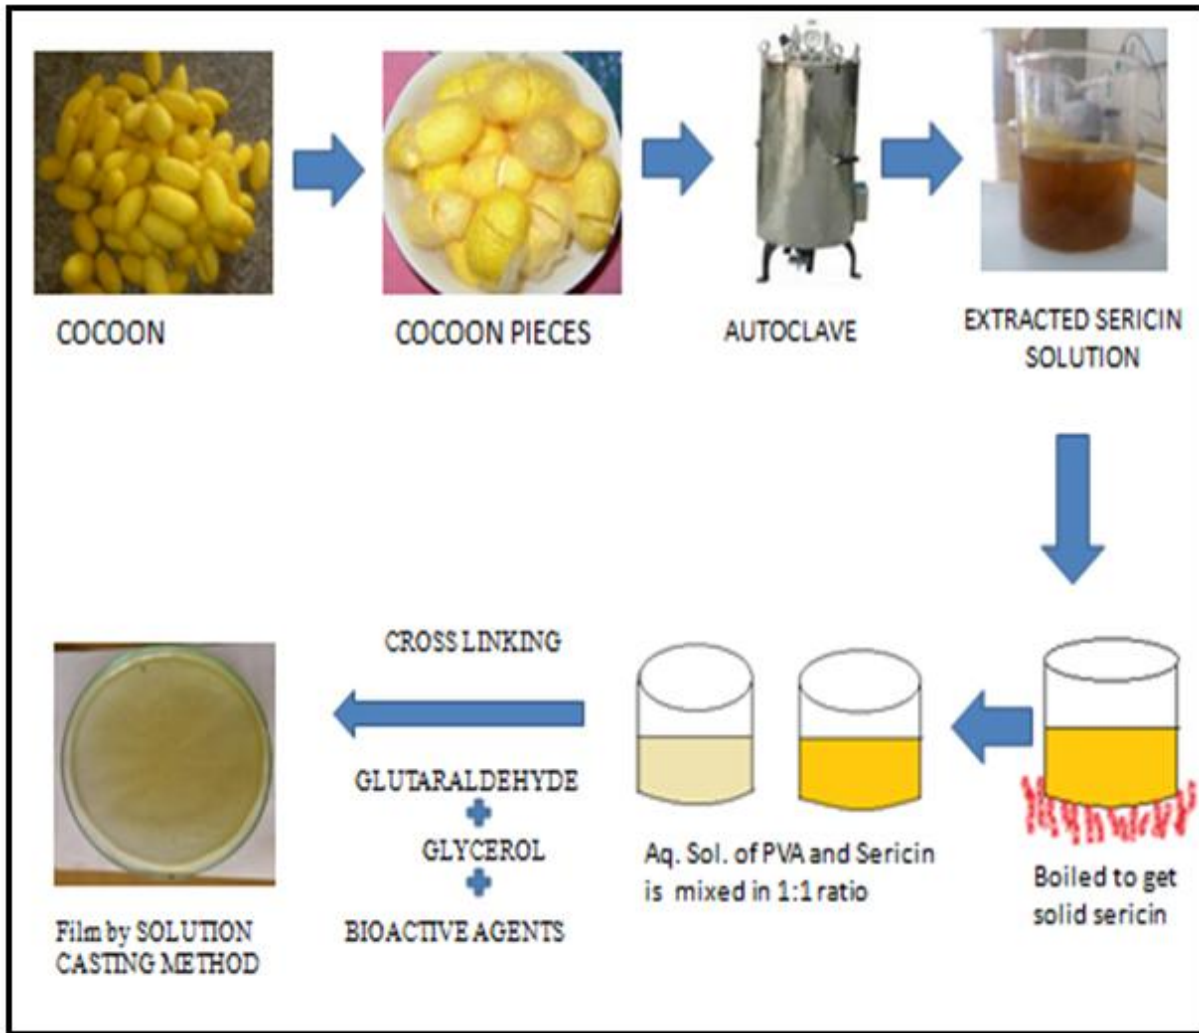 COCOON
COCOON PIECES
AUTOCLAVE
EXTRACTED SERICIN
SOLUTION
Boiled to get
solid sericin
Aq. Sol. of PVA and Sericin
is mixed in 1:1 ratio
CROSS LINKING
GLUTARALDEHYDE
GLYCEROL
BIOACTIVE AGENTS
Film by SOLUTION
CASTING METHOD